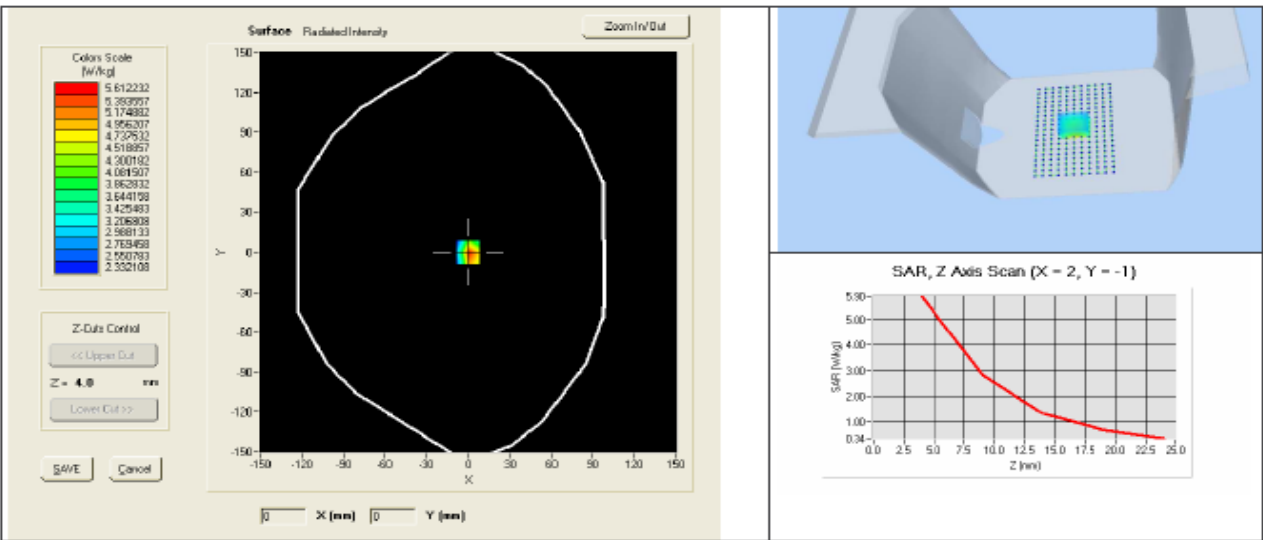 Surface Radiated Intensity
Zoom In/Out
Colors Scale
(W/kg)
5.612232
5.393557
5.174882
4.956207
4.737532
4.518857
4.300182
4.081507
3.862832
3.644158
3.425483
3.206808
2.988133
2.769458
2.550783
2.332108
Z-Cuts Control
<< Upper Cut
Z = 4.0 mm
Lower Cut >>
SAVE Cancel
150
120
90
60
30
0
-30
-60
-90
-120
-150
Y
-150 -120 -90 -60 -30 0 30 60 90 120 150
X
0 X (mm) 0 Y (mm)
SAR, Z Axis Scan (X = 2, Y = -1)
5.90
5.00
4.00
3.00
2.00
1.00
0.34
SAR (W/kg)
0.0 2.5 5.0 7.5 10.0 12.5 15.0 17.5 20.0 22.5 25.0
Z (mm)